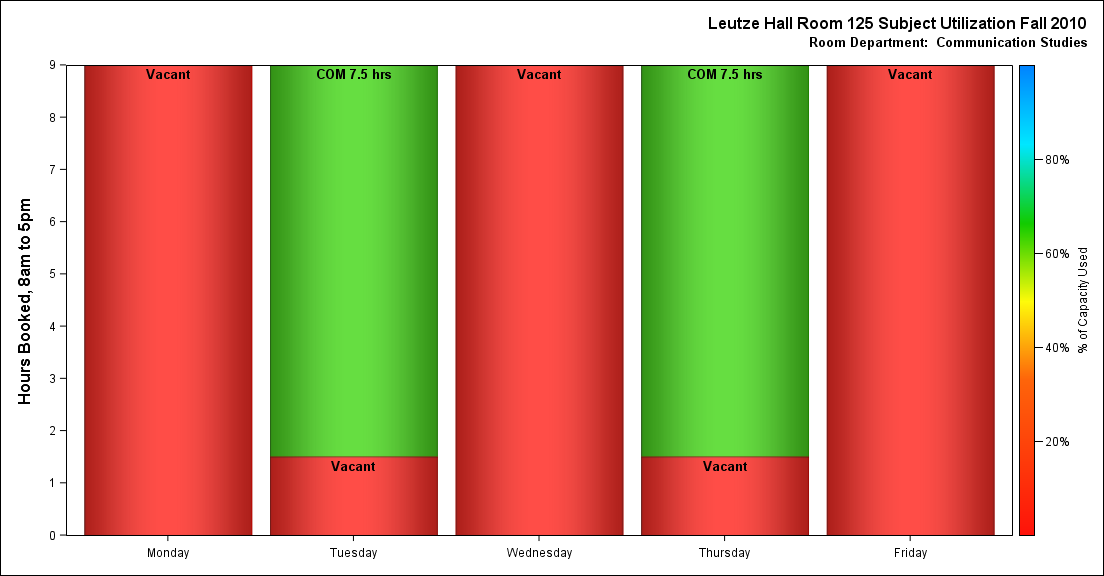 Leutze Hall Room 125 Subject Utilization Fall 2010
Room Department:  Communication Studies
Hours Booked, 8am to 5pm
9
8
7
6
5
4
3
2
1
0
Vacant
COM 7.5 hrs
Vacant
COM 7.5 hrs
Vacant
Vacant
Vacant
Monday
Tuesday
Wednesday
Thursday
Friday
80%
60%
40%
20%
% of Capacity Used